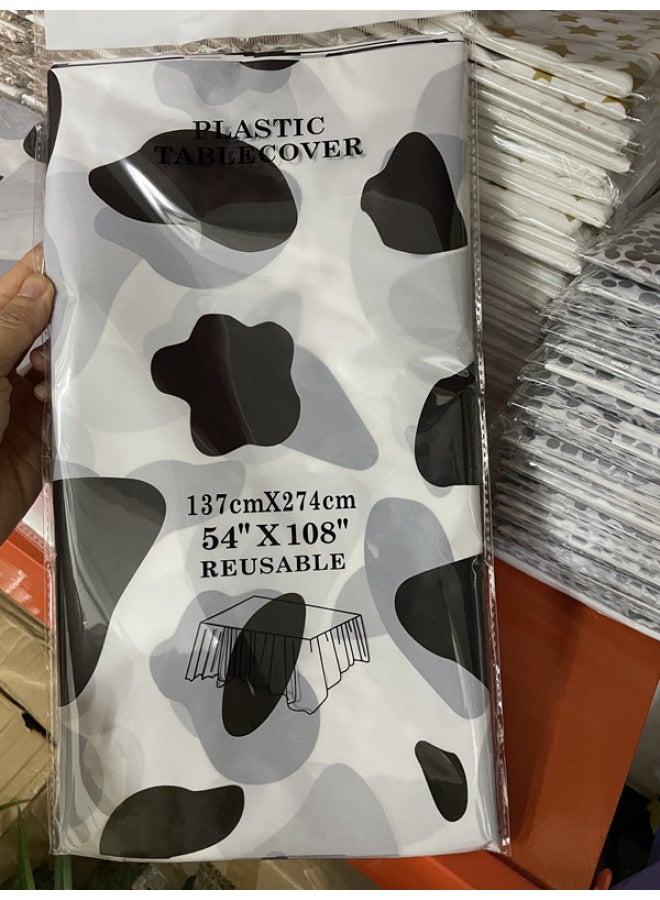 PLASTIC
TABLECOVER
137cmX274cm
54" X 108"
REUSABLE